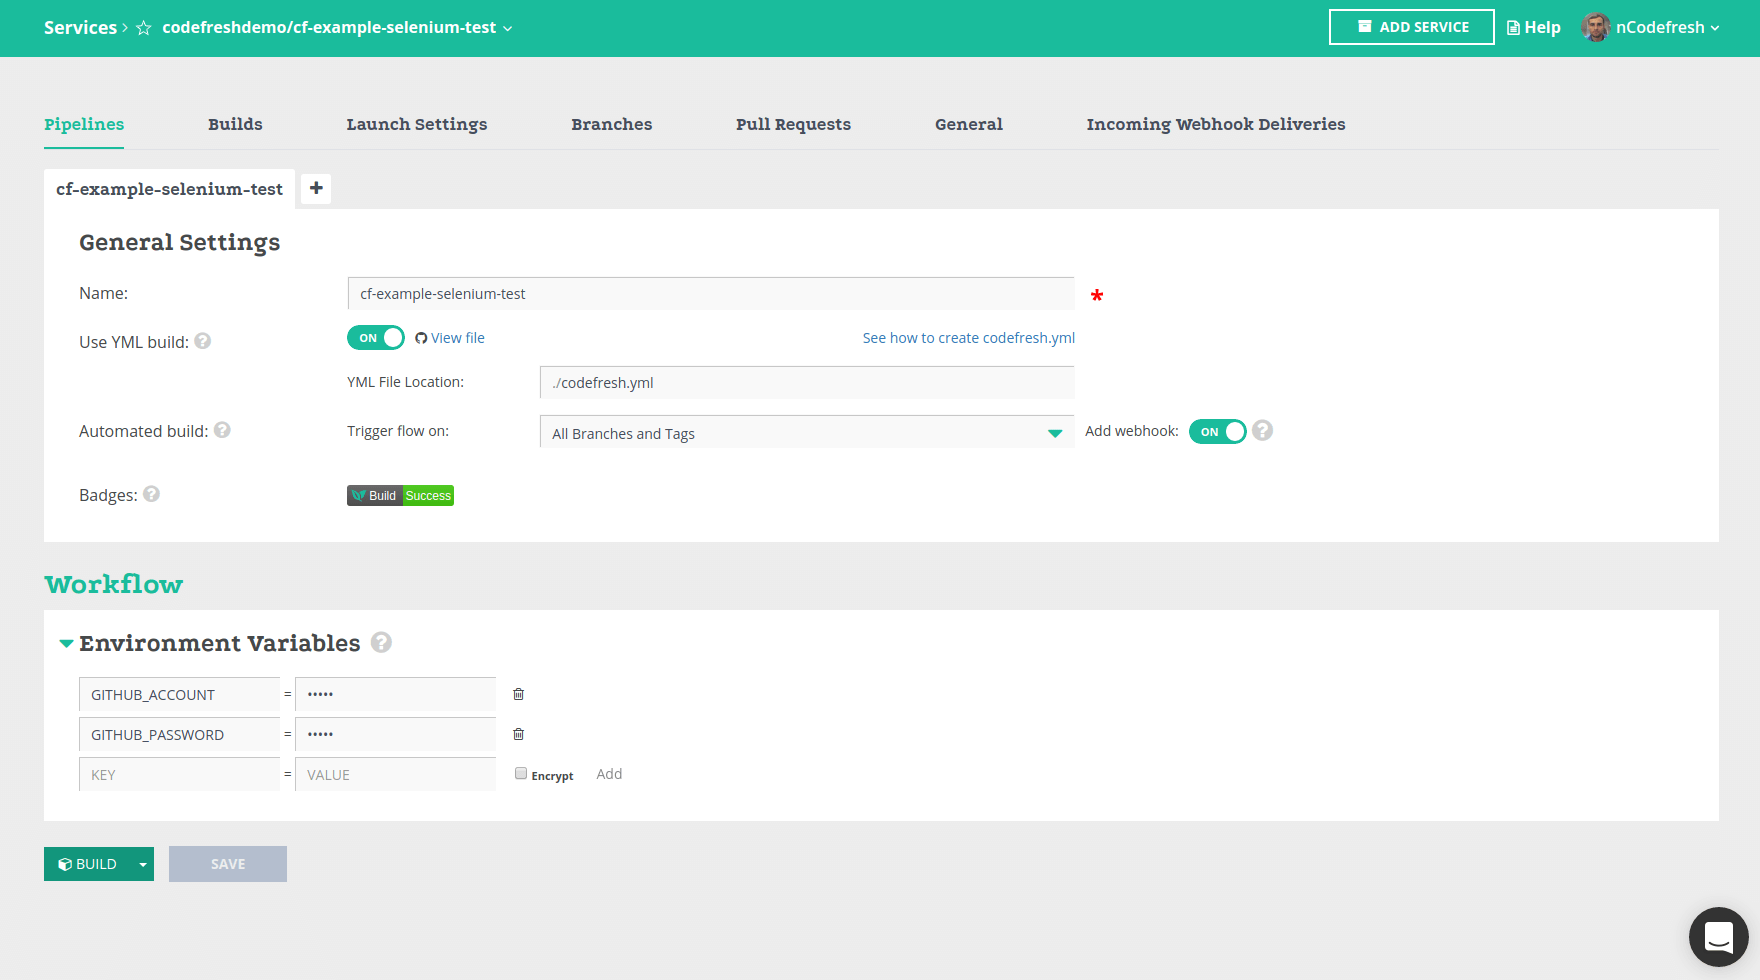 Services > codefreshdemo/cf-example-selenium-test
ADD SERVICE
Help
nCodefresh
Pipelines Builds Launch Settings Branches Pull Requests General Incoming Webhook Deliveries
cf-example-selenium-test +
General Settings
Name: cf-example-selenium-test *
Use YML build: ? ON View file See how to create codefresh.yml
YML File Location: ./codefresh.yml
Automated build: ? Trigger flow on: All Branches and Tags Add webhook: ON ?
Badges: ? Build Success
Workflow
Environment Variables ?
GITHUB_ACCOUNT = •••••
GITHUB_PASSWORD = •••••
KEY = VALUE Encrypt Add
BUILD SAVE